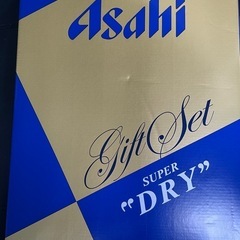 Asahi
Gift Set
SUPER
“DRY”